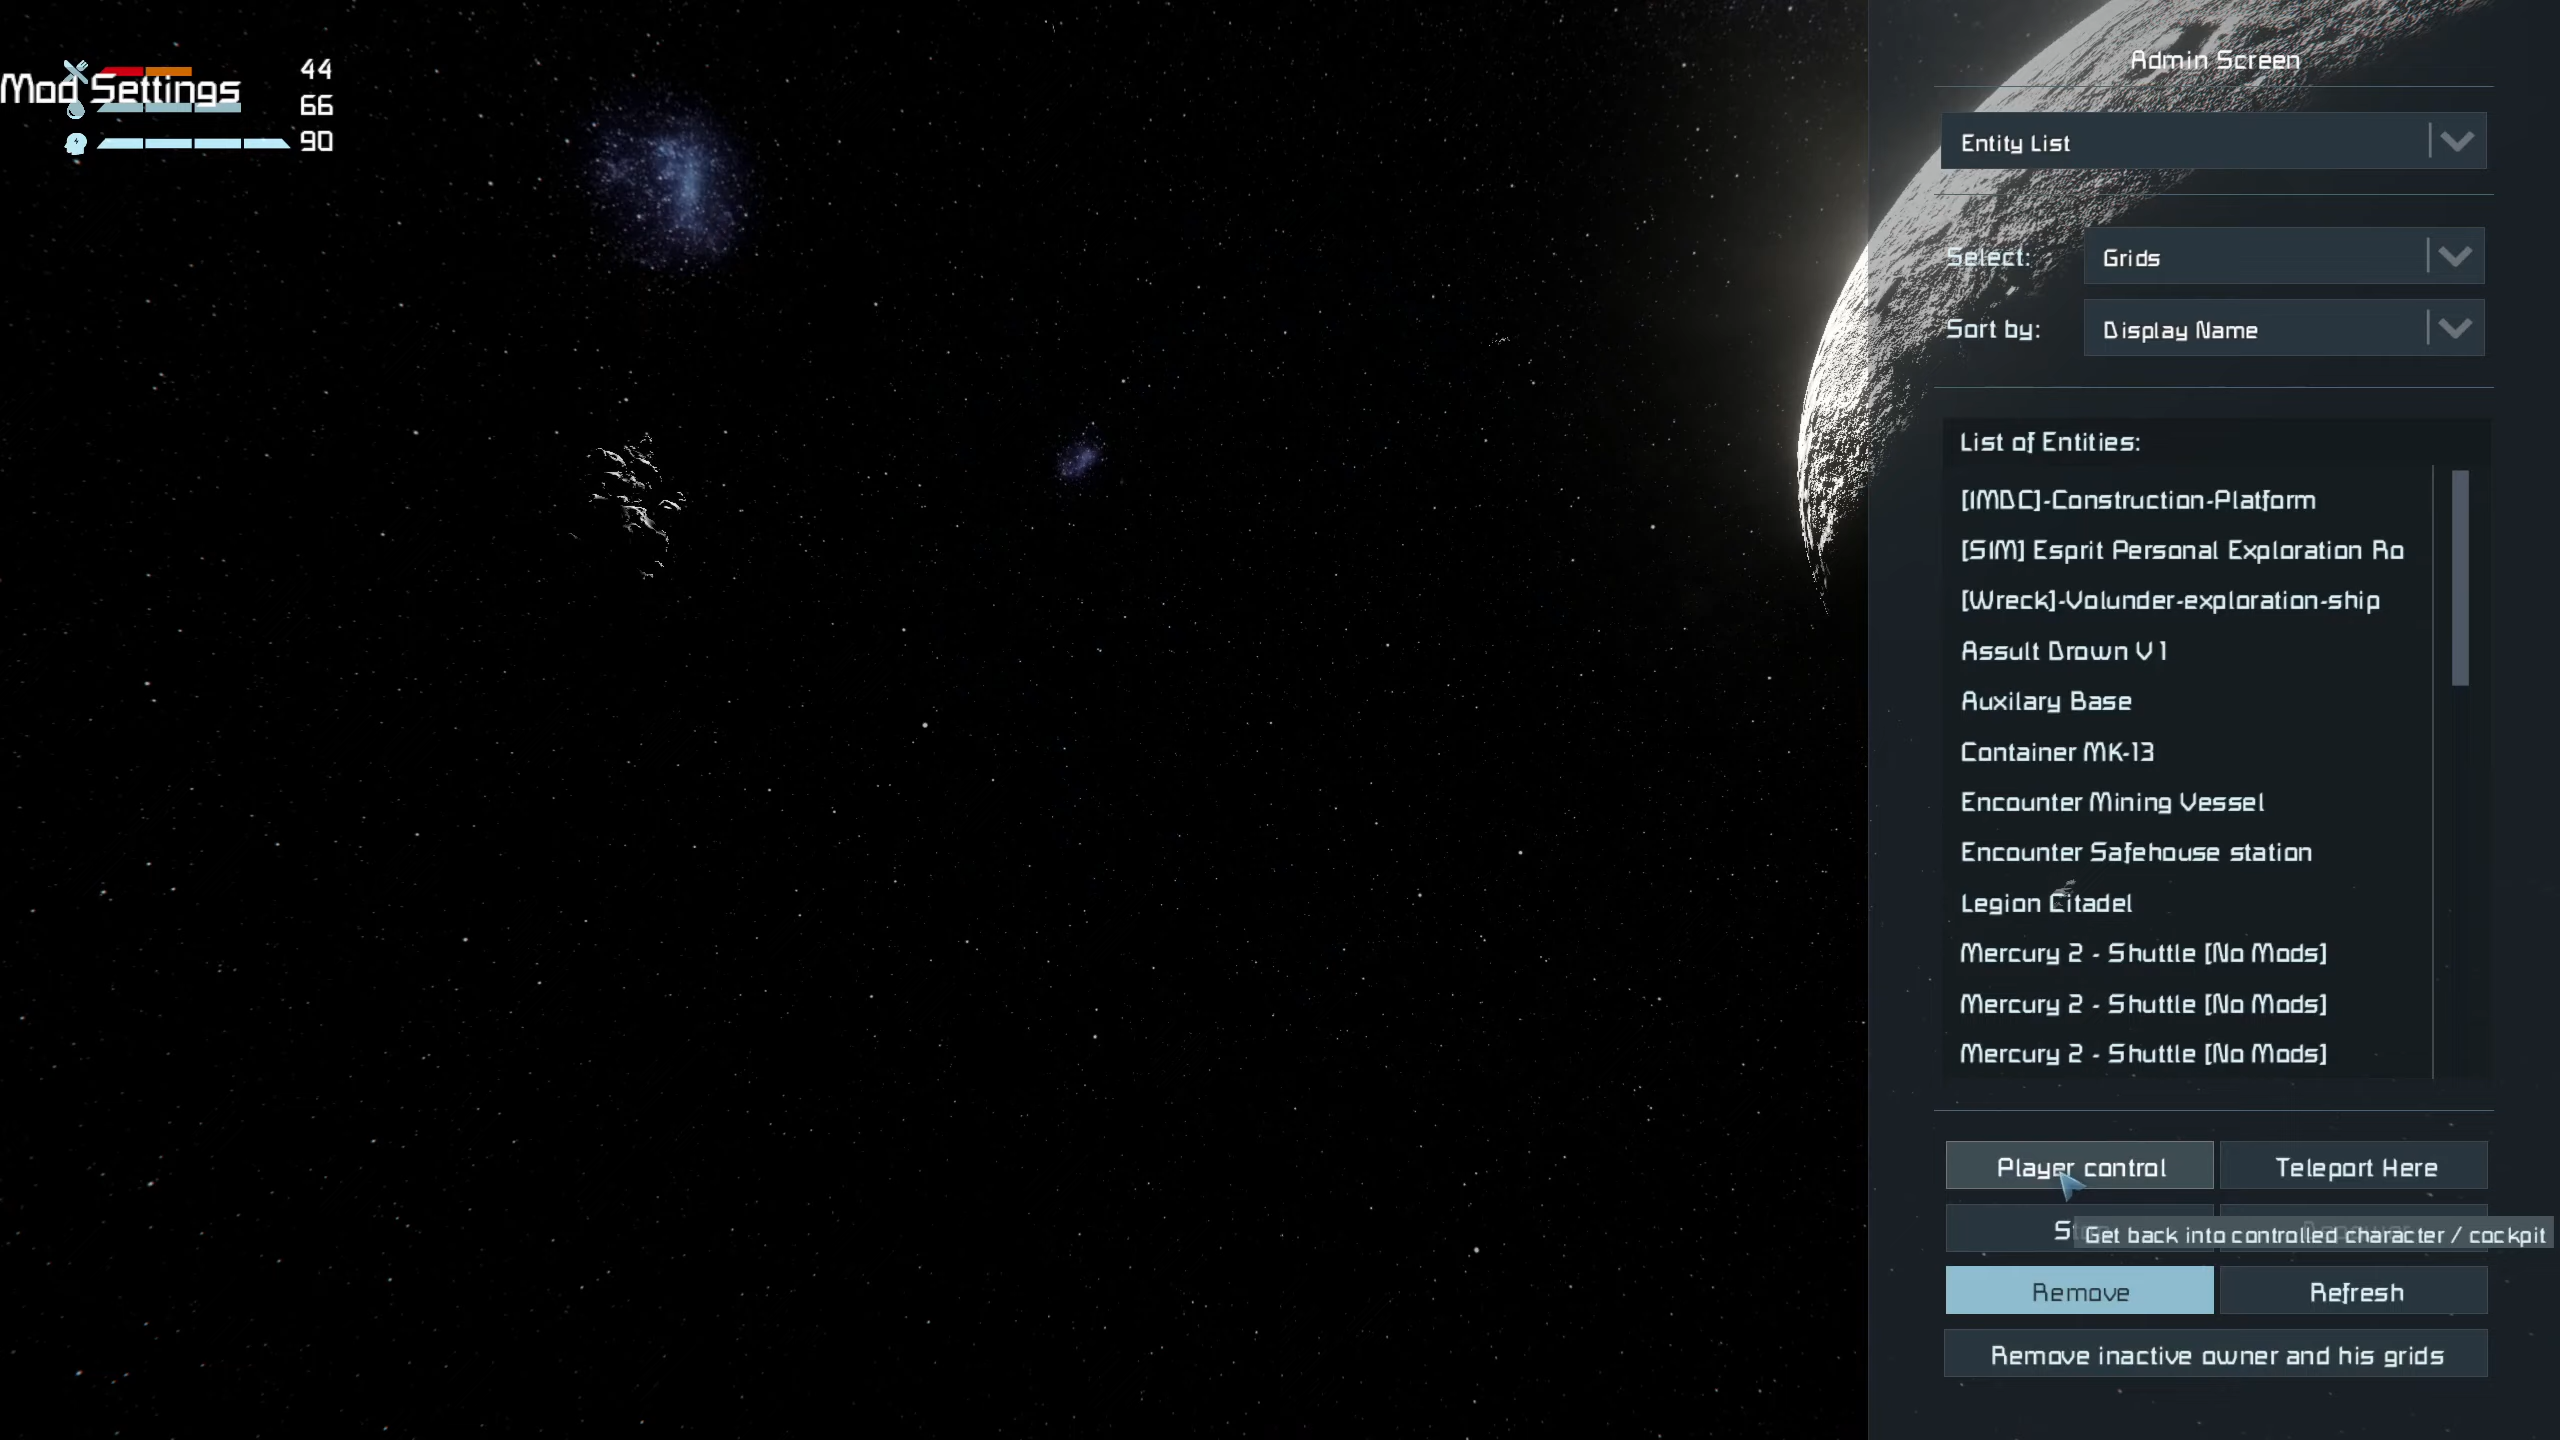 Mod Settings
44
66
90
Admin Screen
Entity List
Select: Grids
Sort by: Display Name
List of Entities:
[IMDC]-Construction-Platform
[SIM] Esprit Personal Exploration Ro
[Wreck]-Volunder-exploration-ship
Assult Drown V1
Auxilary Base
Container MK-13
Encounter Mining Vessel
Encounter Safehouse station
Legion Citadel
Mercury 2 - Shuttle [No Mods]
Mercury 2 - Shuttle [No Mods]
Mercury 2 - Shuttle [No Mods]
Player control Teleport Here
Get back into controlled character / cockpit
Remove Refresh
Remove inactive owner and his grids